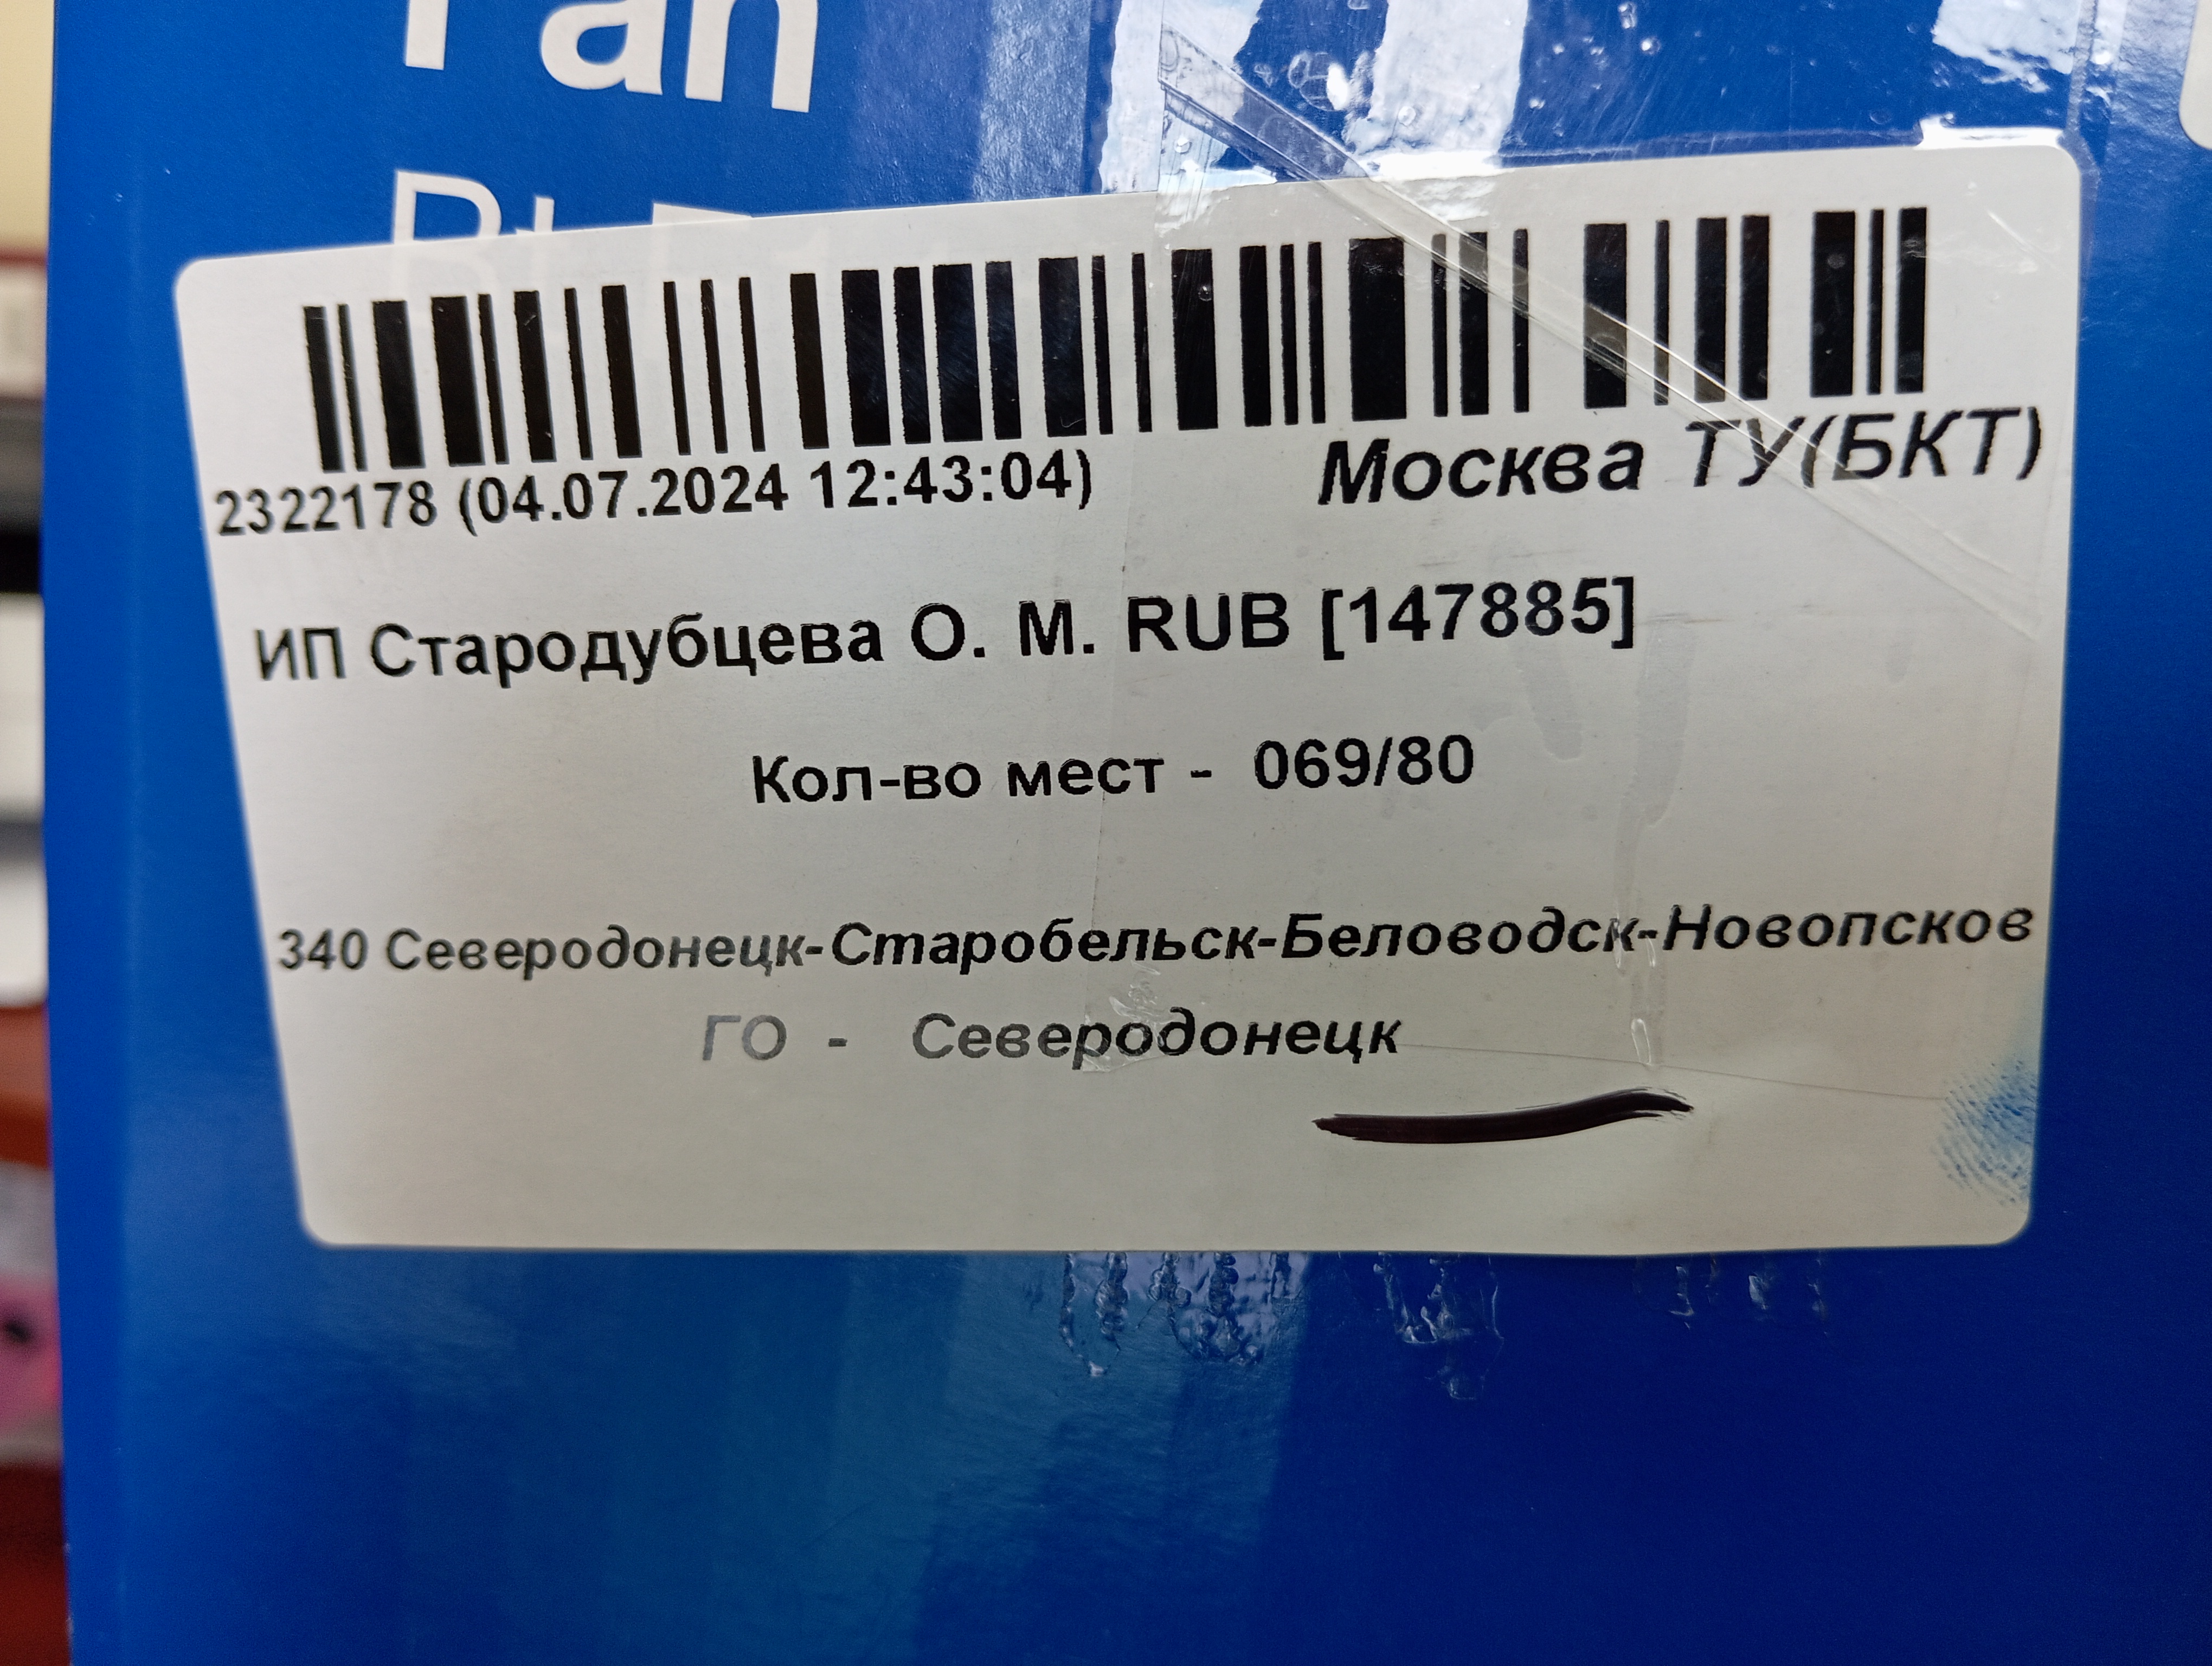 an
2322178 (04.07.2024 12:43:04) Москва ТУ(БКТ)
ИП Стародубцева О. М. RUB [147885]
Кол-во мест - 069/80
340 Северодонецк-Старобельск-Беловодск-Новопсков
ГО - Северодонецк